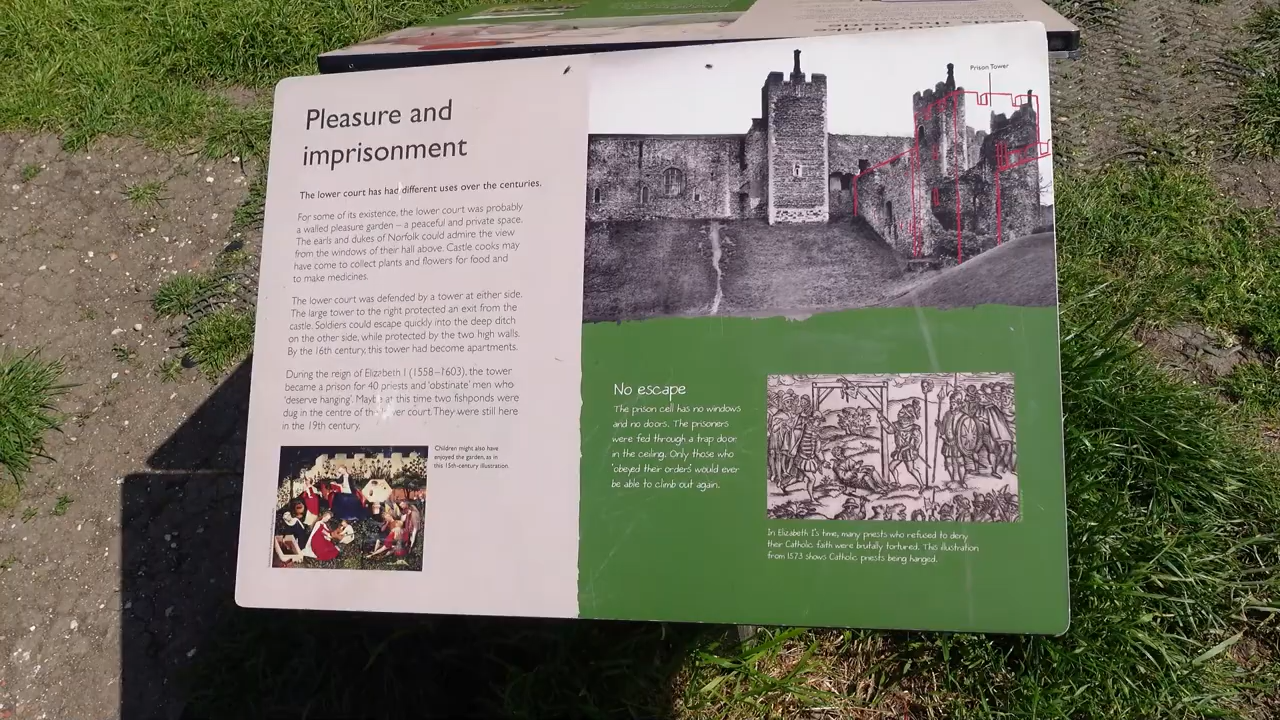 Pleasure and
imprisonment
The lower court has had different uses over the centuries.
For some of its existence, the lower court was probably
a walled pleasure garden – a peaceful and private space.
The earls and dukes of Norfolk could admire the view
from the windows of their hall above. Castle cooks may
have come to collect plants and flowers for food and
to make medicines.
The lower court was defended by a tower at either side.
The large tower to the right protected an exit from the
castle. Soldiers could escape quickly into the deep ditch
on the other side, while protected by the two high walls.
By the 16th century, this tower had become apartments.
During the reign of Elizabeth I (1558–1603), the tower
became a prison for 40 priests and 'obstinate' men who
'deserve hanging'. Maybe at this time two fishponds were
dug in the centre of the lower court. They were still here
in the 19th century.
Children might also have
enjoyed the garden, as in
this 15th-century illustration.
Prison Tower
No escape
The prison cell has no windows
and no doors. The prisoners
were fed through a trap door
in the ceiling. Only those who
'obeyed their orders' would ever
be able to climb out again.
In Elizabeth I's time, many priests who refused to deny
their Catholic faith were brutally tortured. This illustration
from 1573 shows Catholic priests being hanged.